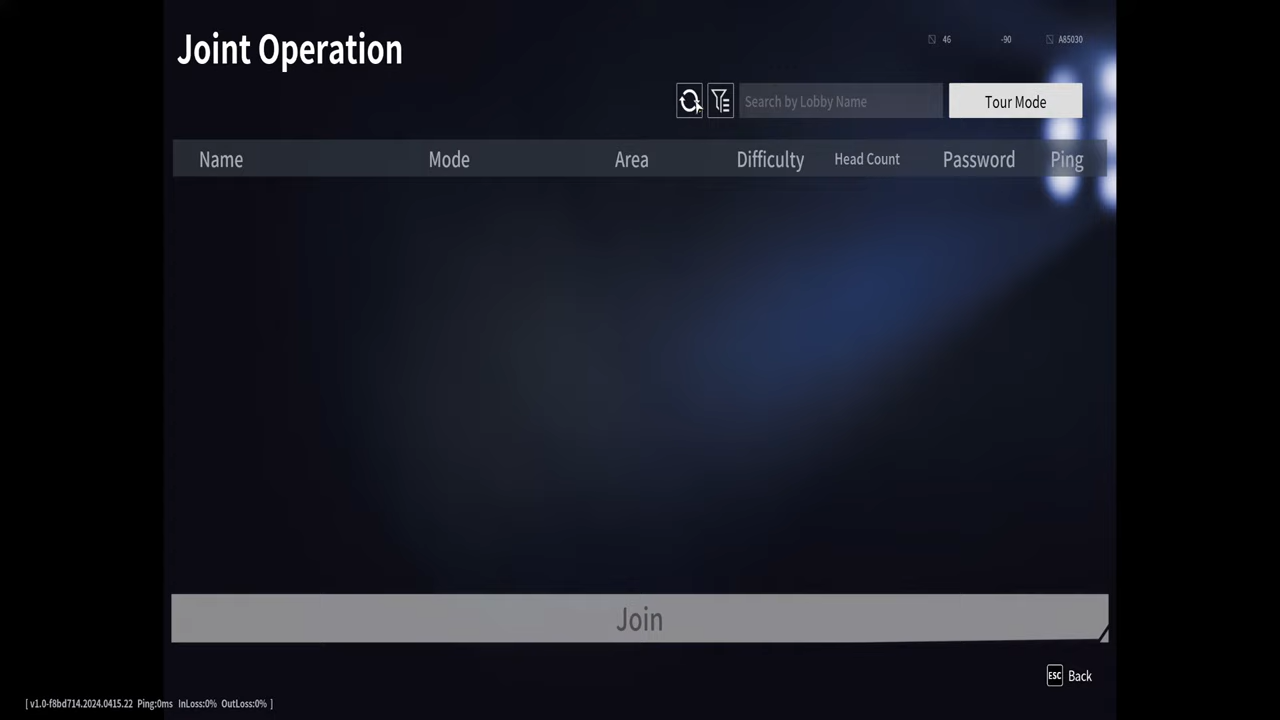 Joint Operation
46 -90 A85030
Search by Lobby Name
Tour Mode
Name Mode Area Difficulty Head Count Password Ping
Join
ESC Back
[ v1.0-f8bd714.2024.0415.22 Ping:0ms InLoss:0% OutLoss:0% ]